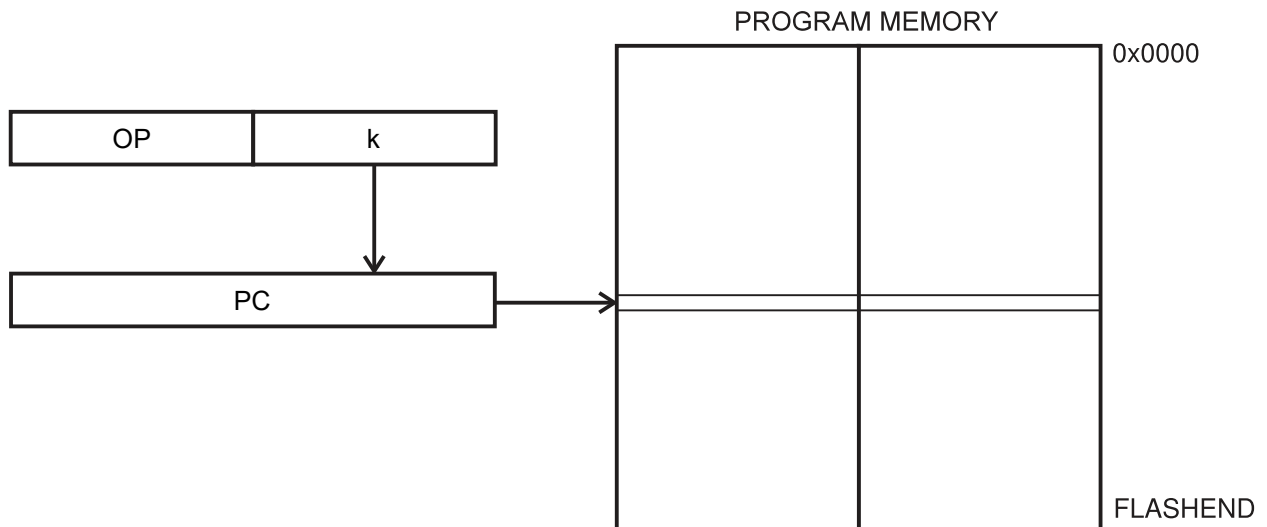 PROGRAM MEMORY
0x0000
OP
k
PC
FLASHEND